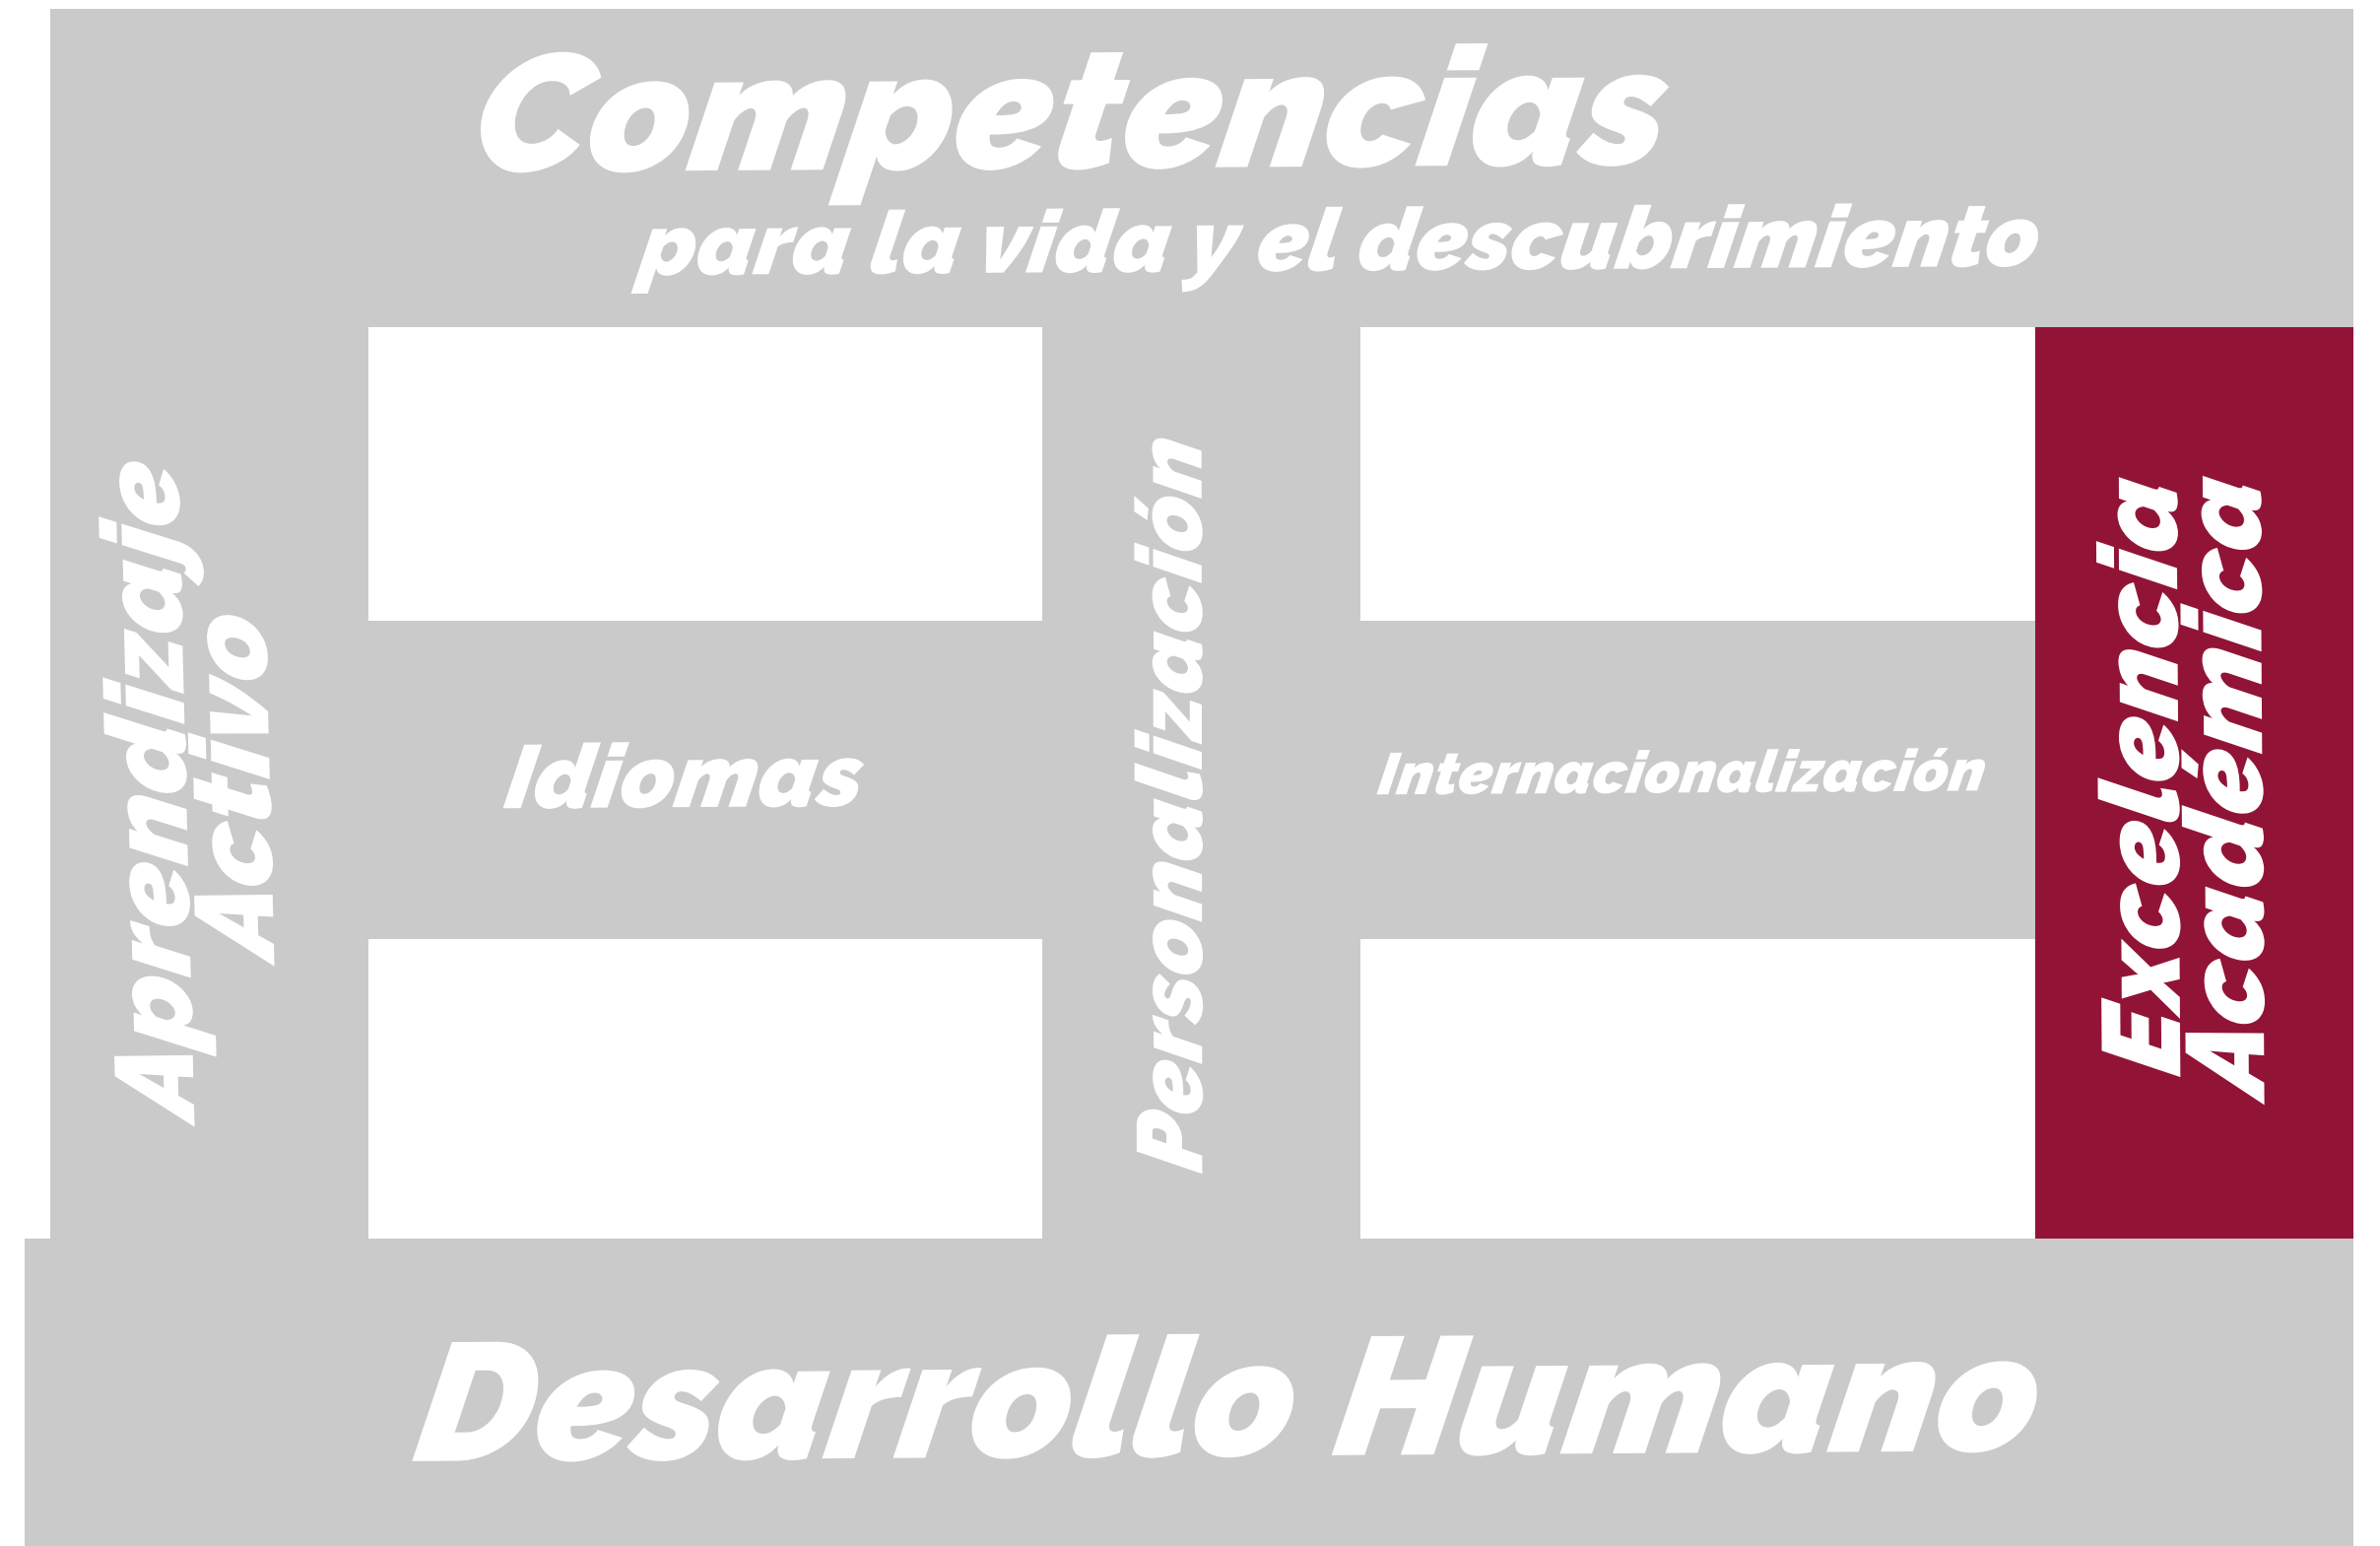 Competencias
para la vida y el descubrimiento
Aprendizaje
Activo
Idiomas
Personalización
Internacionalización
Excelencia
Académica
Desarrollo Humano